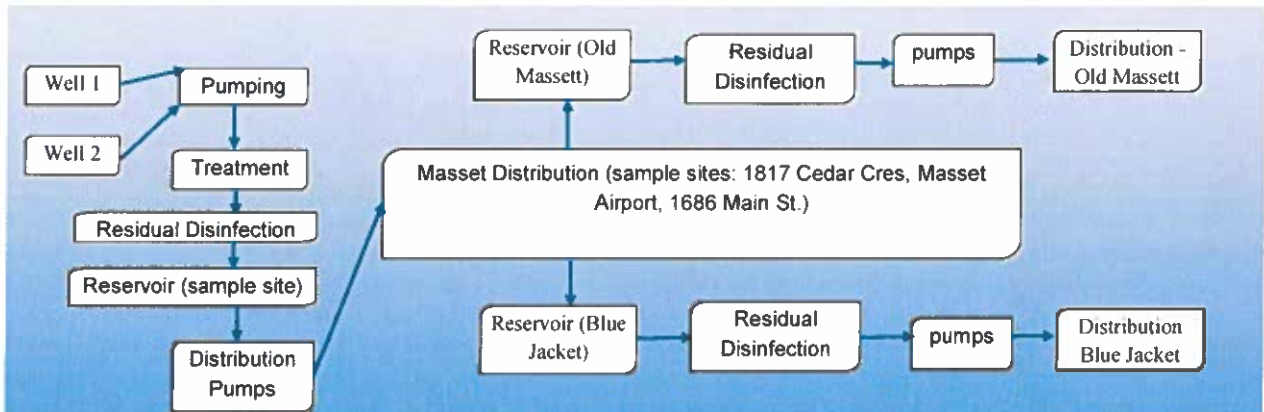 Well 1
Well 2
Pumping
Treatment
Residual Disinfection
Reservoir (sample site)
Distribution
Pumps
Masset Distribution (sample sites: 1817 Cedar Cres, Masset
Airport, 1686 Main St.)
Reservoir (Old
Massett)
Residual
Disinfection
pumps
Distribution -
Old Massett
Reservoir (Blue
Jacket)
Residual
Disinfection
pumps
Distribution
Blue Jacket